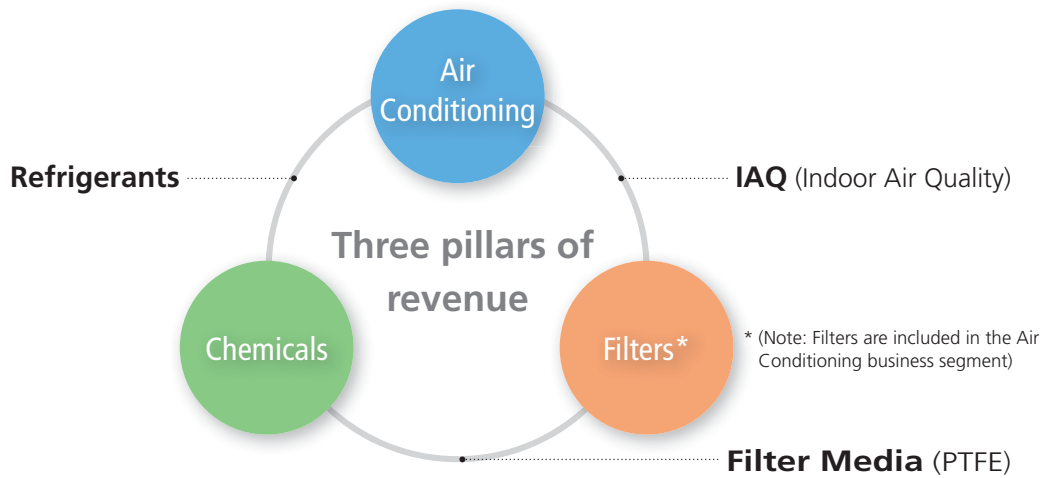 Air
Conditioning
Refrigerants
IAQ (Indoor Air Quality)
Three pillars of
revenue
Chemicals
Filters*
* (Note: Filters are included in the Air
Conditioning business segment)
Filter Media (PTFE)